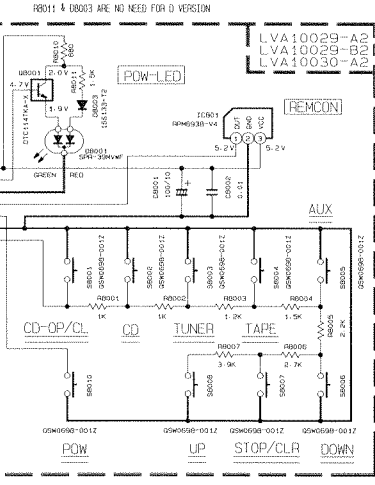 R8011 & D8003 ARE NO NEED FOR D VERSION
LVA10029-A2
LVA10029-B2
LVA10030-A2
R8010
680
Q8001
2.0V
4.7V
R8011
1.5K
POW-LED
DTC114TKA-X
1.9V
D8003
1SS133-T2
D8001
SPR-39MVWF
GREEN
RED
IC801
RPM6938-V4
REMCON
OUT
GND
VCC
1
2
3
5.2V
5.2V
C8001
100/10
C8002
0.01
AUX
S8001
QSW0698-001Z
S8002
QSW0698-001Z
S8003
QSW0698-001Z
S8004
QSW0698-001Z
S8005
QSW0698-001Z
R8001
1K
R8002
1K
R8003
1.2K
R8004
1.5K
R8005
2.2K
CD-OP/CL
CD
TUNER
TAPE
R8007
3.9K
R8006
2.7K
S8010
S8008
S8007
S8006
QSW0698-001Z
QSW0698-001Z
QSW0698-001Z
QSW0698-001Z
POW
UP
STOP/CLR
DOWN